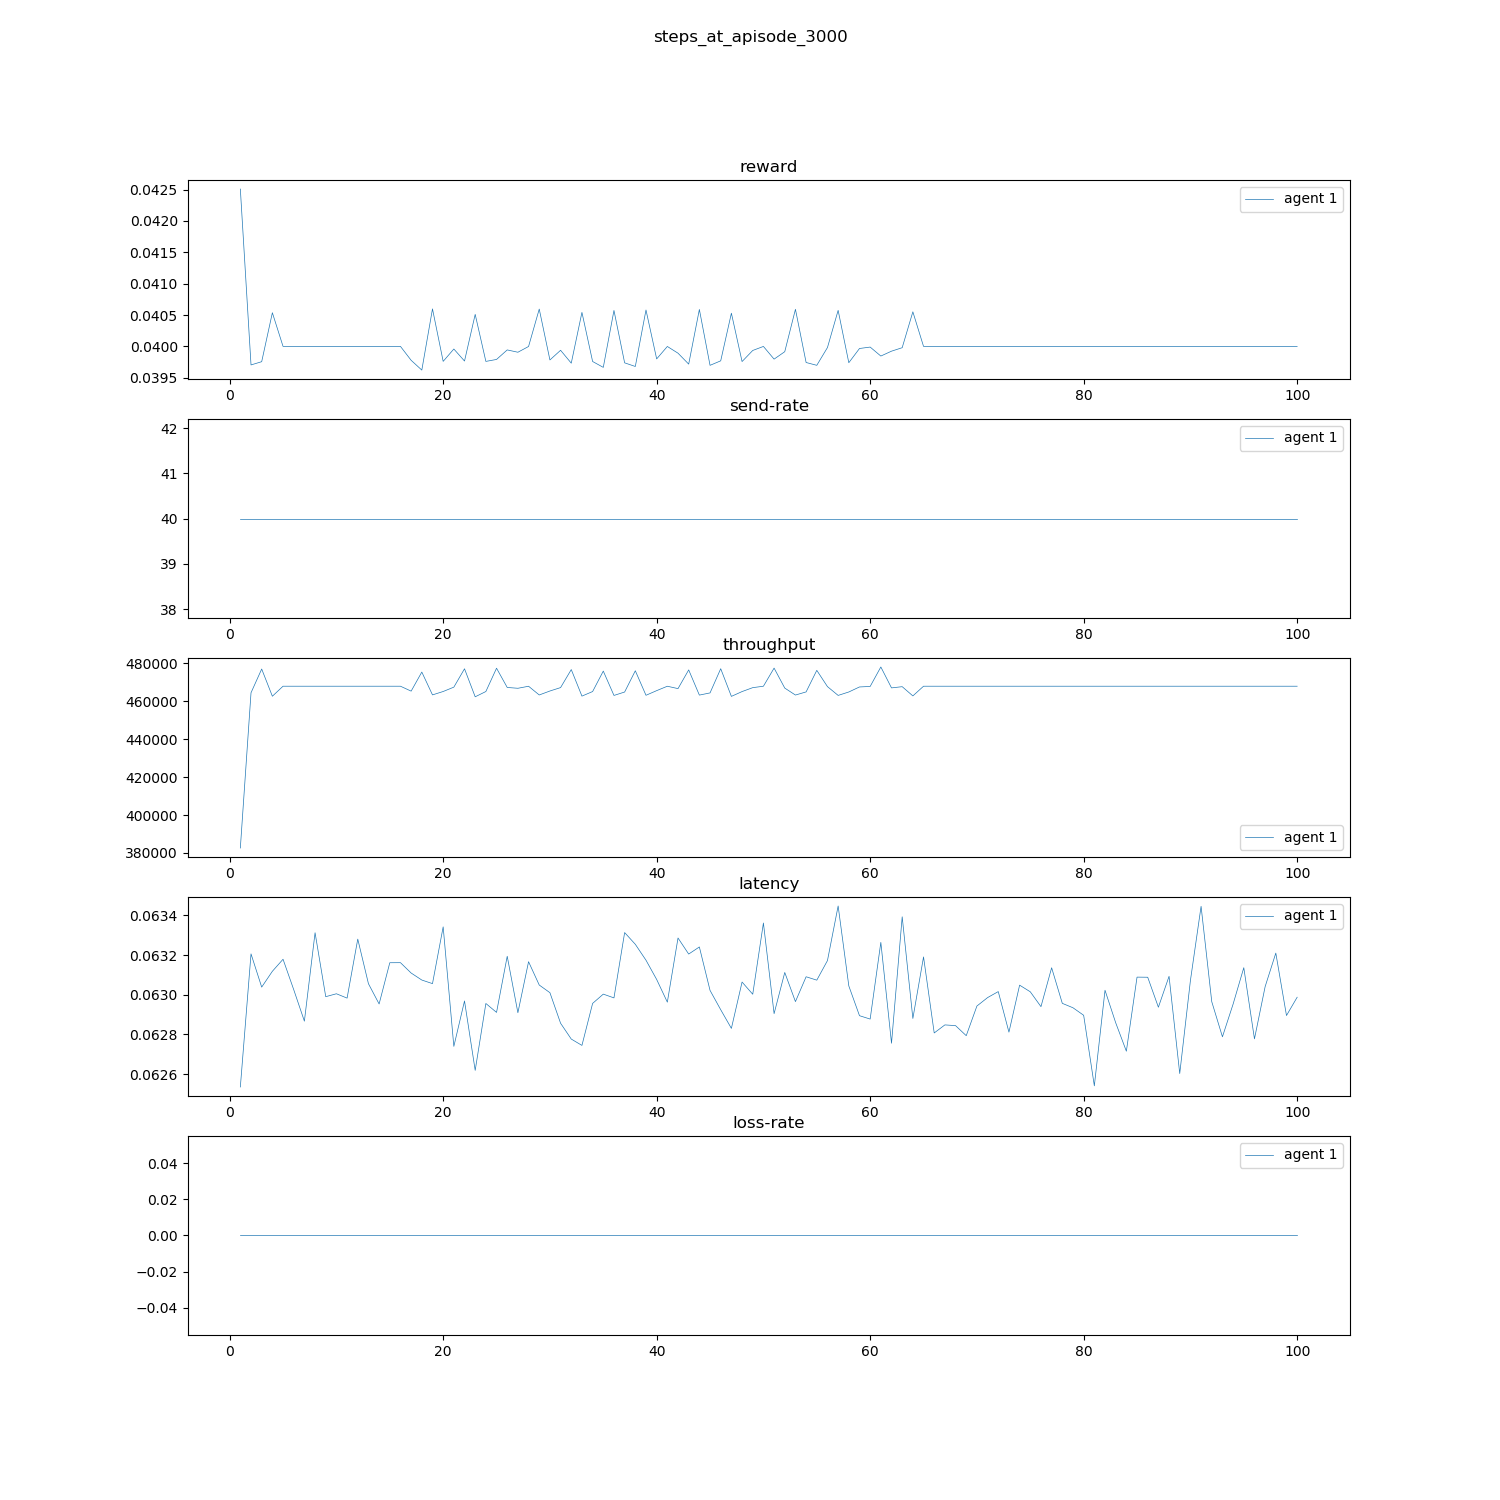 steps_at_apisode_3000
reward
0.0425
0.0420
0.0415
0.0410
0.0405
0.0400
0.0395
agent 1
0 20 40 60 80 100
send-rate
42
41
40
39
38
agent 1
0 20 40 60 80 100
throughput
480000
460000
440000
420000
400000
380000
agent 1
0 20 40 60 80 100
latency
0.0634
0.0632
0.0630
0.0628
0.0626
agent 1
0 20 40 60 80 100
loss-rate
0.04
0.02
0.00
−0.02
−0.04
agent 1
0 20 40 60 80 100